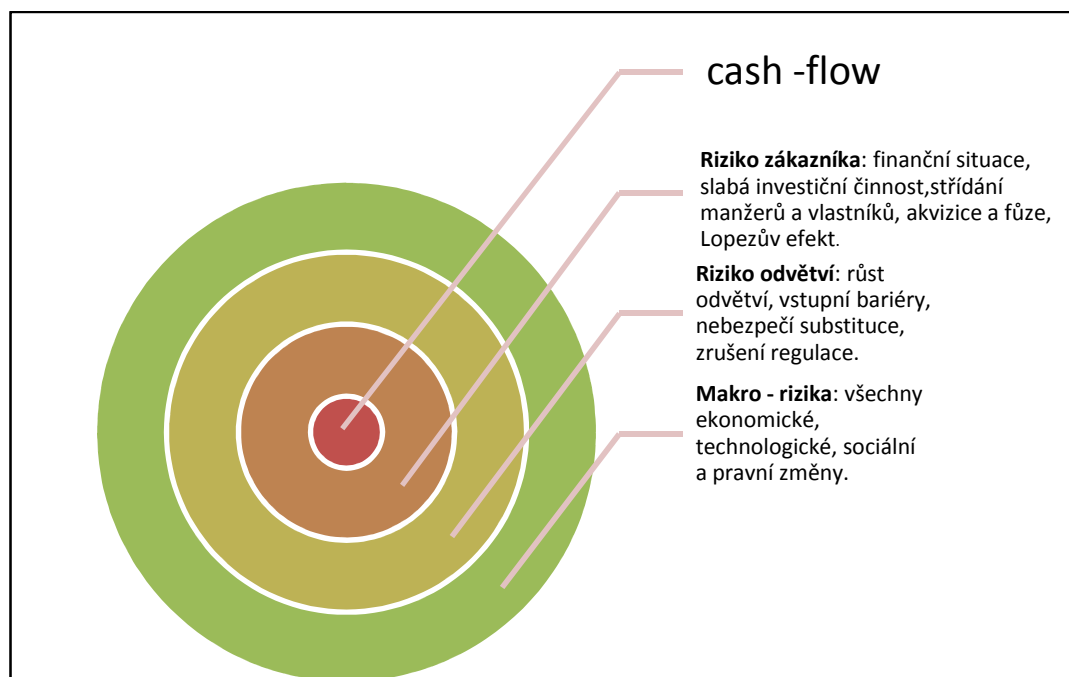 cash -flow
Riziko zákazníka: finanční situace,
slabá investiční činnost,střídání
manžerů a vlastníků, akvizice a fůze,
Lopezův efekt.
Riziko odvětví: růst
odvětví, vstupní bariéry,
nebezpečí substituce,
zrušení regulace.
Makro - rizika: všechny
ekonomické,
technologické, sociální
a pravní změny.